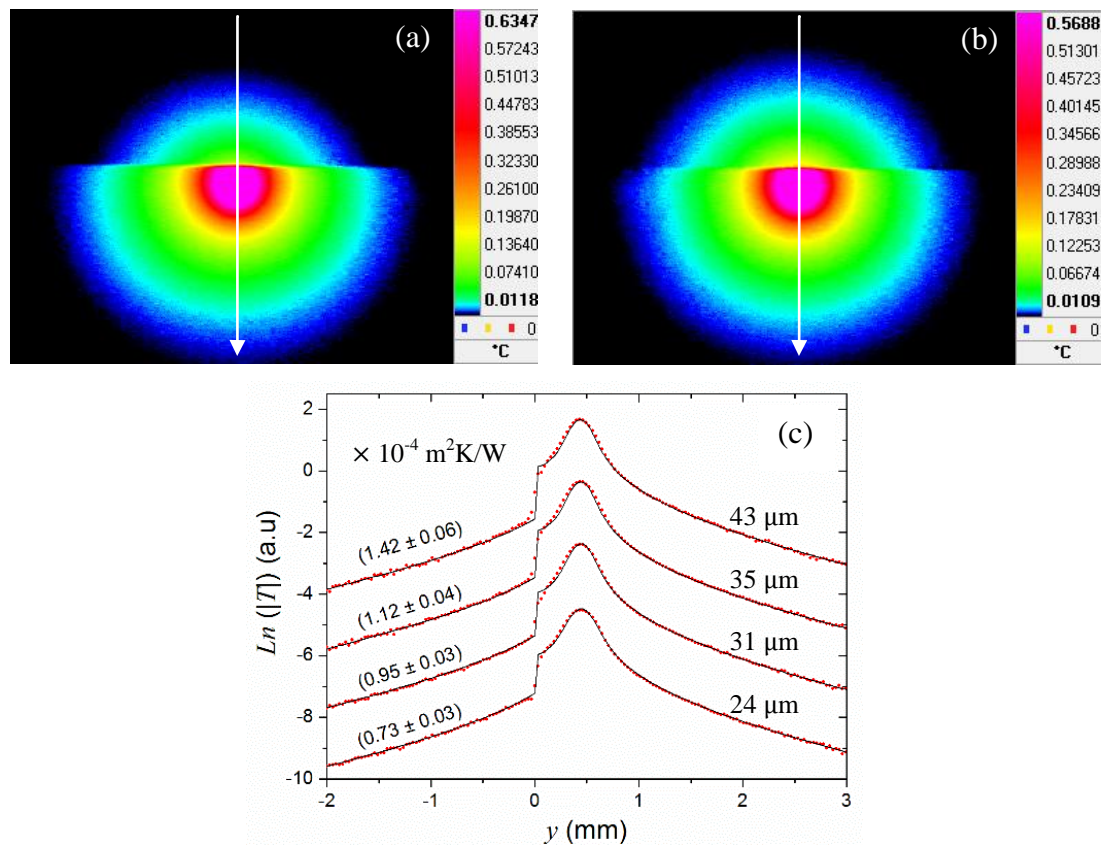 (a)
0.6347
0.57243
0.51013
0.44783
0.38553
0.32330
0.26100
0.19870
0.13640
0.07410
0.0118
0
°C
(b)
0.5688
0.51301
0.45723
0.40145
0.34566
0.28988
0.23409
0.17831
0.12253
0.06674
0.0109
0
°C
(c)
× 10⁻⁴ m²K/W
2
0
-2
-4
-6
-8
-10
Ln (|T|) (a.u)
(1.42 ± 0.06)
43 μm
(1.12 ± 0.04)
35 μm
(0.95 ± 0.03)
31 μm
(0.73 ± 0.03)
24 μm
-2
-1
0
1
2
3
y (mm)